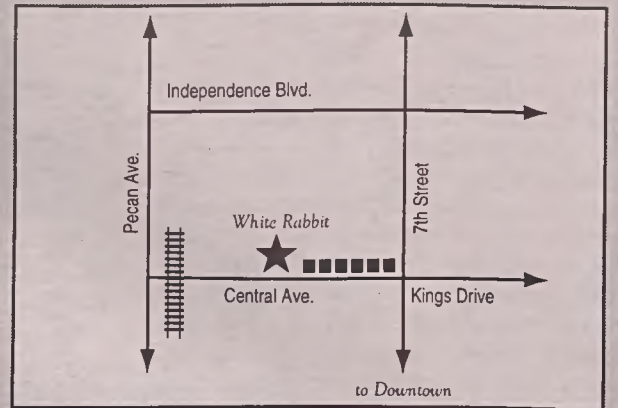 Independence Blvd.
Pecan Ave.
7th Street
White Rabbit
Central Ave.
Kings Drive
to Downtown